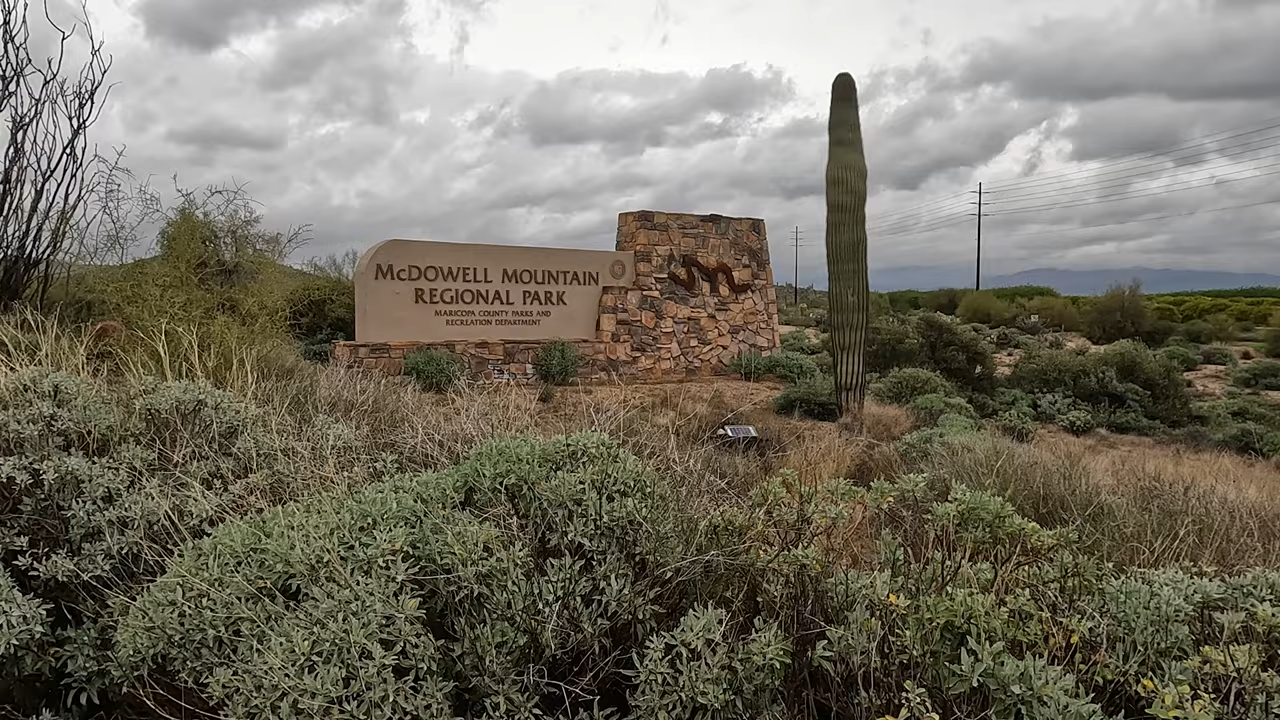 McDOWELL MOUNTAIN
REGIONAL PARK
MARICOPA COUNTY PARKS AND
RECREATION DEPARTMENT